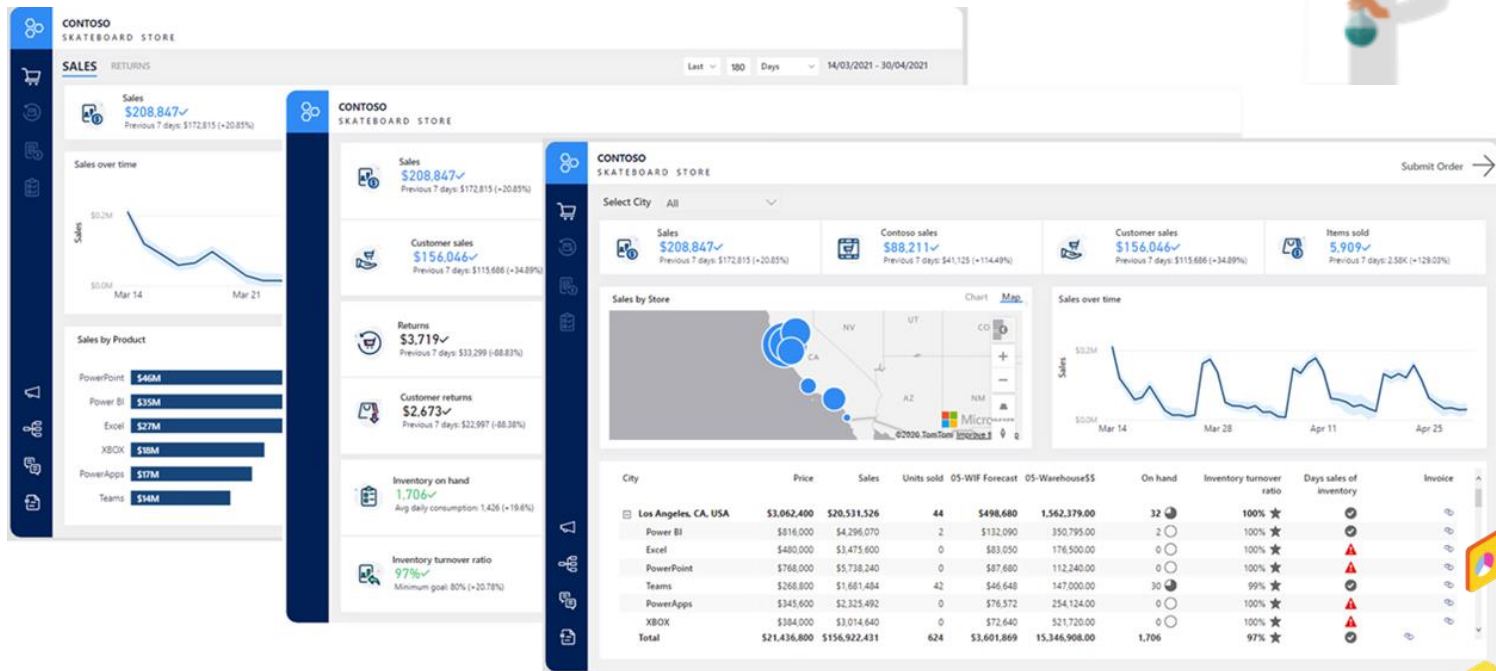 CONTOSO
SKATEBOARD STORE
SALES RETURNS
Last 180 Days 14/03/2021 - 30/04/2021
Sales
$208,847✓
Previous 7 days: $172,815 (+20.85%)
Sales over time
Sales
$0.2M
$0.0M
Mar 14 Mar 21
Sales by Product
PowerPoint $46M
Power BI $35M
Excel $27M
XBOX $18M
PowerApps $17M
Teams $14M
CONTOSO
SKATEBOARD STORE
Sales
$208,847✓
Previous 7 days: $172,815 (+20.85%)
Customer sales
$156,046✓
Previous 7 days: $115,686 (+34.89%)
Returns
$3,719✓
Previous 7 days: $33,299 (-88.83%)
Customer returns
$2,673✓
Previous 7 days: $22,997 (-88.38%)
Inventory on hand
1,706✓
Avg daily consumption: 1,426 (+19.6%)
Inventory turnover ratio
97%✓
Minimum goal: 80% (+20.78%)
CONTOSO
SKATEBOARD STORE
Submit Order
Select City All
Sales
$208,847✓
Previous 7 days: $172,815 (+20.85%)
Contoso sales
$88,211✓
Previous 7 days: $41,125 (+114.49%)
Customer sales
$156,046✓
Previous 7 days: $115,686 (+34.89%)
Items sold
5,909✓
Previous 7 days: 2.58K (+129.03%)
Sales by Store Chart Map
NV UT CO
CA
AZ NM
Micro
©2020 TomTom Improve
Sales over time
Sales
$0.2M
$0.0M
Mar 14 Mar 28 Apr 11 Apr 25
City Price Sales Units sold 05-WIF Forecast 05-Warehouse$$ On hand Inventory turnover ratio Days sales of inventory Invoice
Los Angeles, CA, USA $3,062,400 $20,531,526 44 $498,680 1,562,379.00 32 100%
Power BI $816,000 $4,296,070 2 $132,090 350,795.00 2 100%
Excel $480,000 $3,475,600 0 $83,050 176,500.00 0 100%
PowerPoint $768,000 $5,738,240 0 $87,680 112,240.00 0 100%
Teams $268,800 $1,681,484 42 $46,648 147,000.00 30 99%
PowerApps $345,600 $2,325,492 0 $76,572 254,124.00 0 100%
XBOX $384,000 $3,014,640 0 $72,640 521,720.00 0 100%
Total $21,436,800 $156,922,431 624 $3,601,869 15,346,908.00 1,706 97%